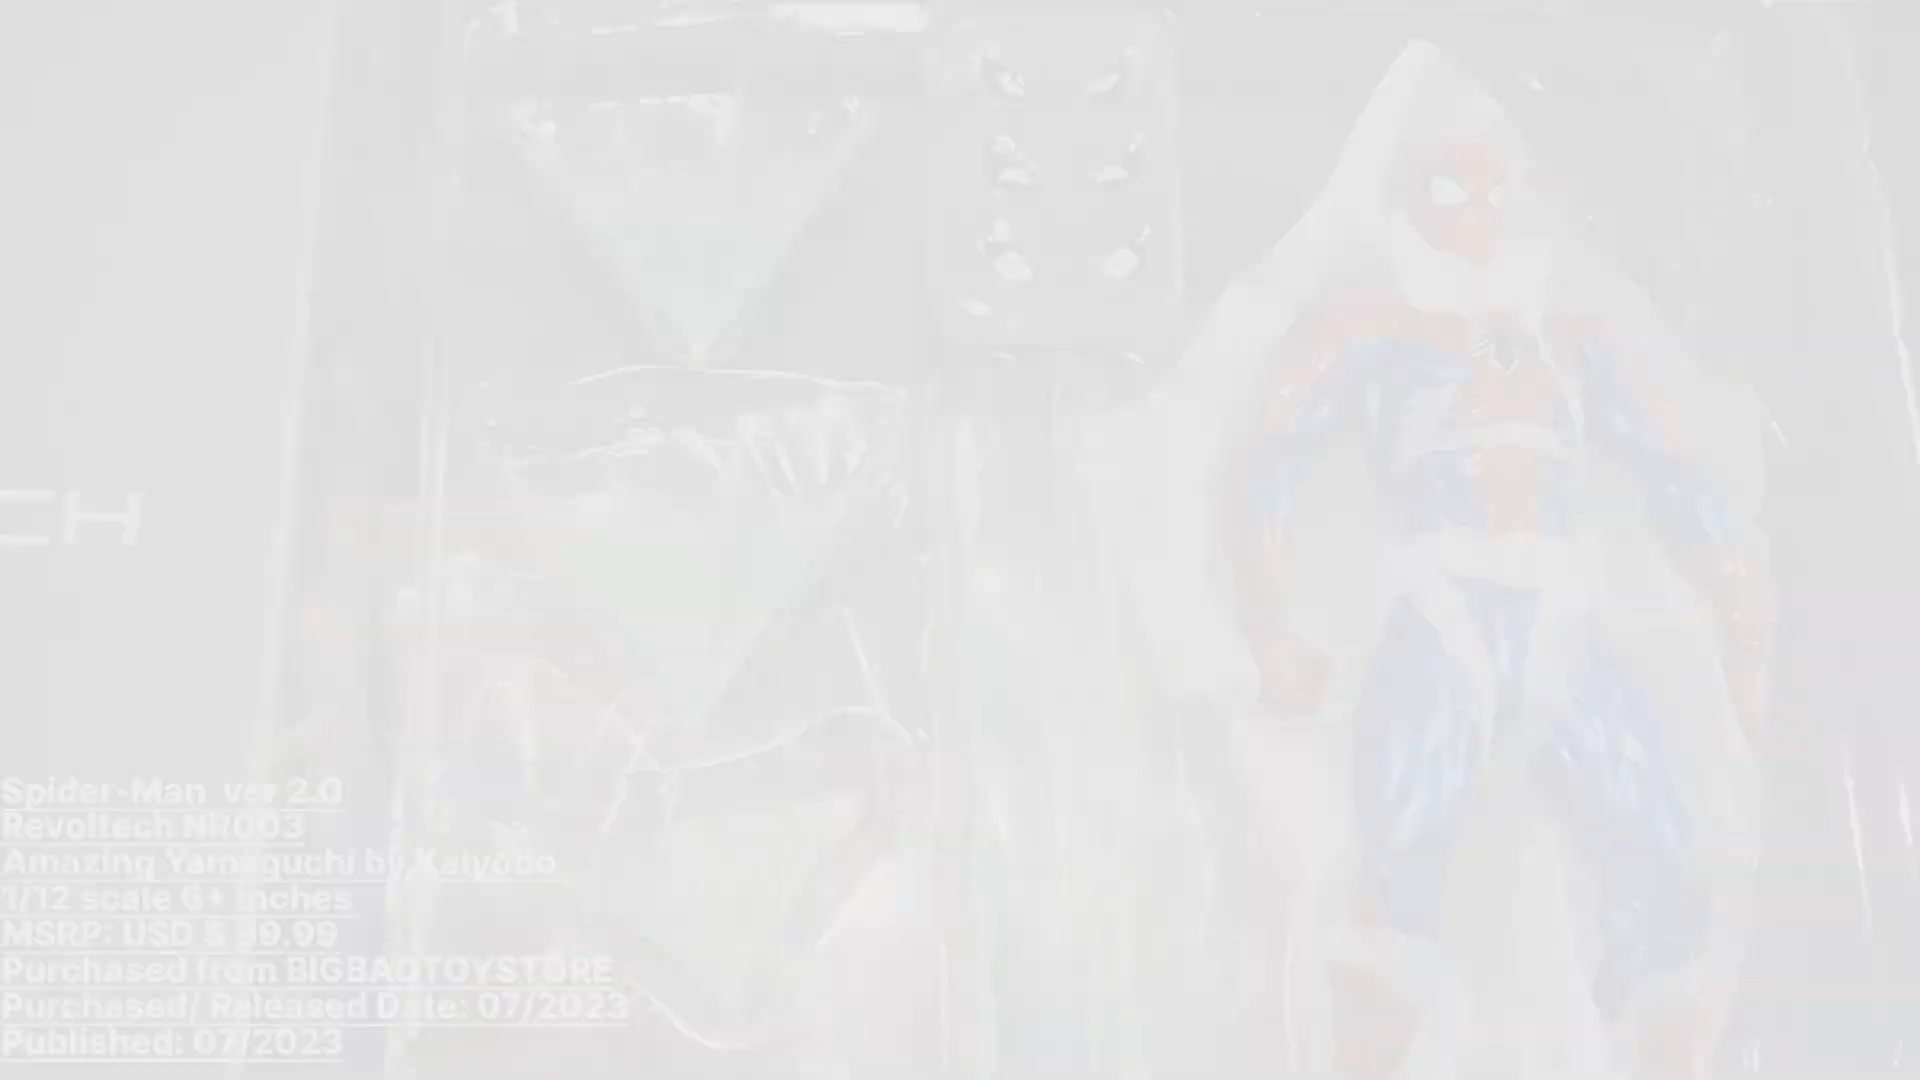 CH
Spider-Man ver 2.0
Revoltech NR003
Amazing Yamaguchi by Kaiyodo
1/12 scale 6+ inches
MSRP: USD $ 99.99
Purchased from BIGBADTOYSTORE
Purchased/ Released Date: 07/2023
Published: 07/2023